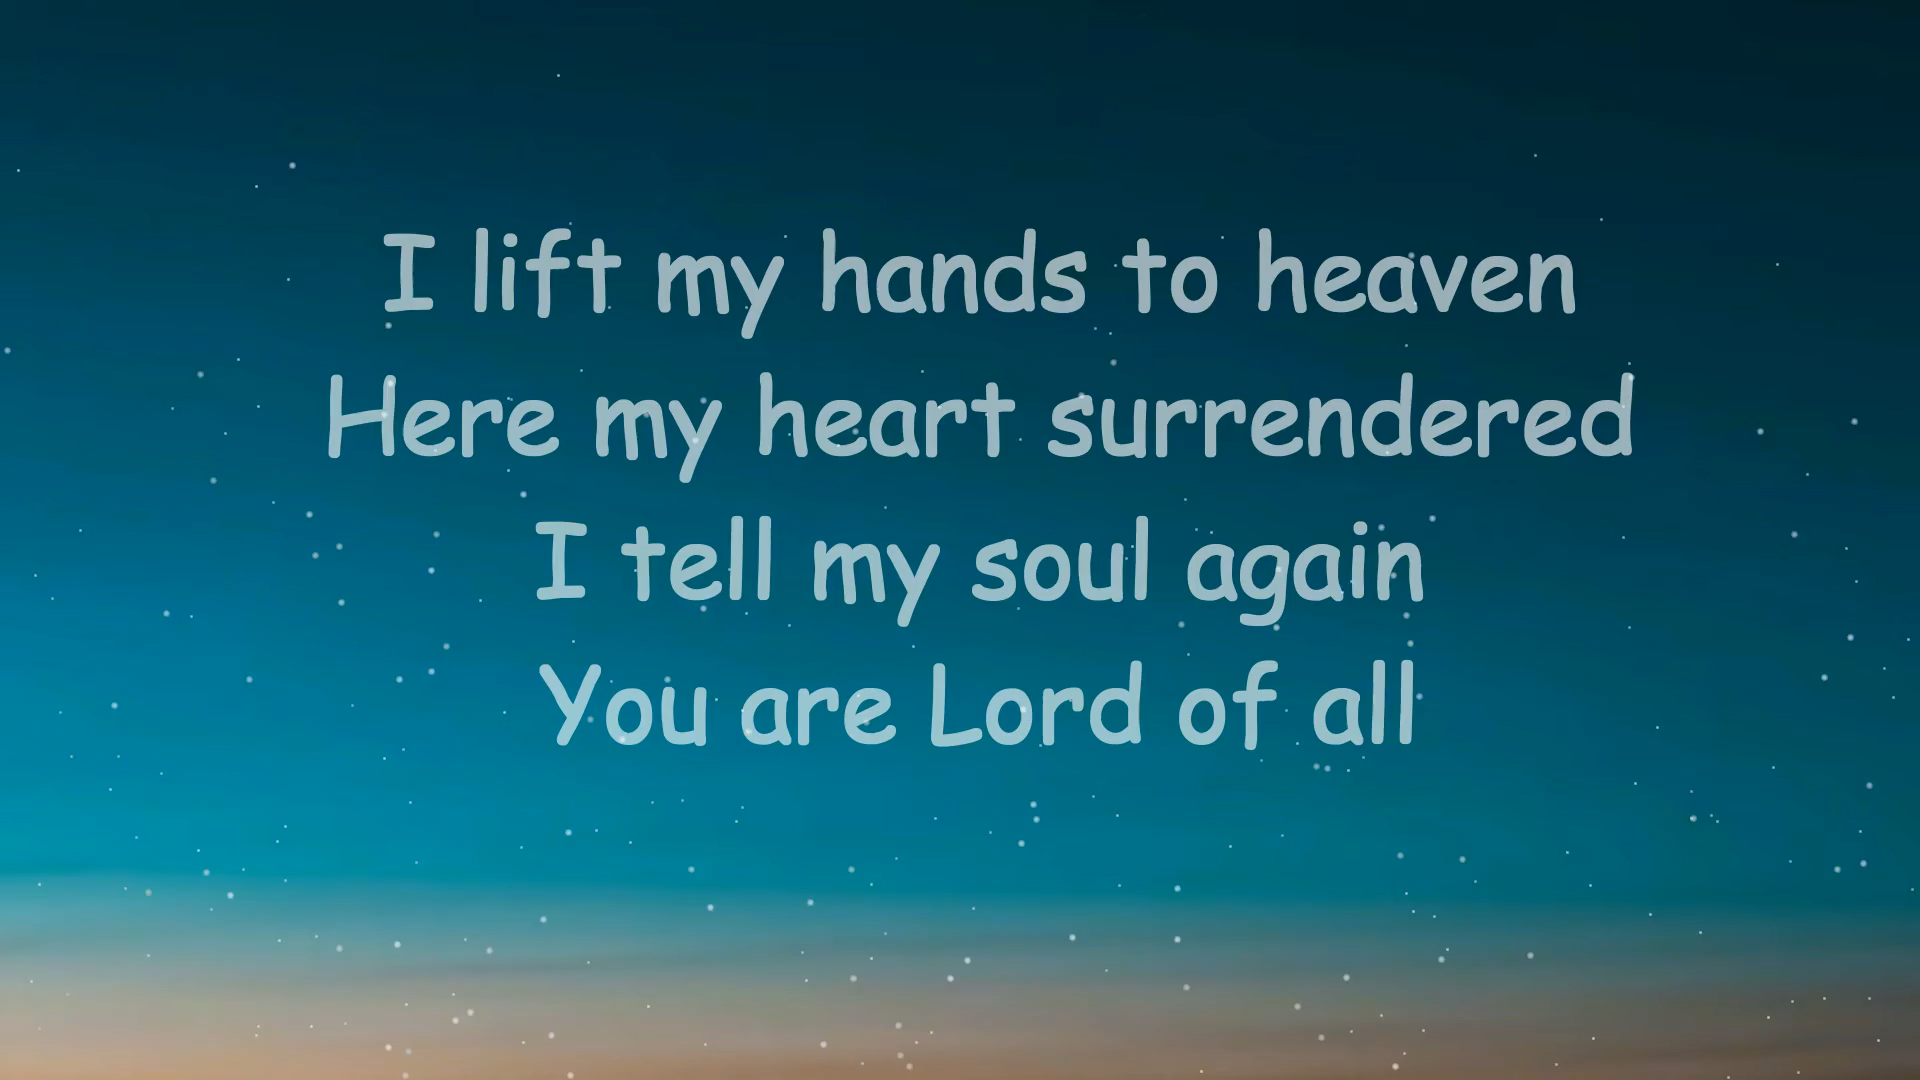 I lift my hands to heaven
Here my heart surrendered
I tell my soul again
You are Lord of all